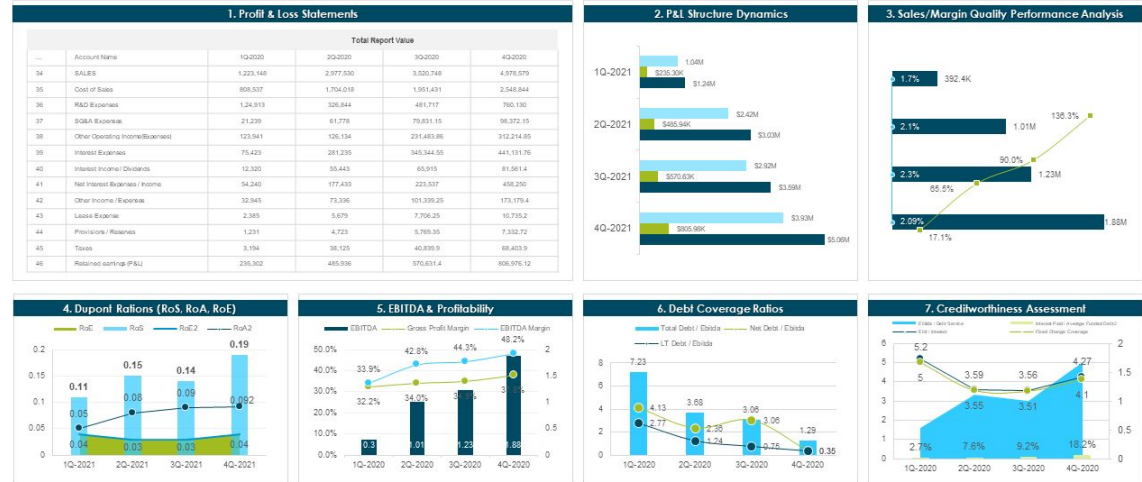 1. Profit & Loss Statements
Total Report Value
... Account Name 1Q-2020 2Q-2020 3Q-2020 4Q-2020
34 SALES 1,223,148 2,977,530 3,520,748 4,978,579
35 Cost of Sales 808,537 1,704,018 1,951,431 2,548,844
36 R&D Expenses 1,24,913 326,844 481,717 760,130
37 SG&A Expenses 21,239 61,778 79,831.15 98,372.15
38 Other Operating Income(Expenses) 123,941 126,134 231,483.86 312,214.85
39 Interest Expenses 75,423 281,235 345,344.55 441,131.76
40 Interest Income / Dividends 12,320 55,443 65,915 81,561.4
41 Net Interest Expenses / Income 54,240 177,433 223,537 458,250
42 Other Income / Expenses 32,945 73,336 101,339.25 173,179.4
43 Lease Expense 2,385 5,679 7,706.25 10,735.2
44 Provisions / Reserves 1,231 4,723 5,769.55 7,332.72
45 Taxes 3,194 38,125 40,839.9 68,403.9
46 Retained earnings (P&L) 235,302 485,936 570,631.4 806,976.12
2. P&L Structure Dynamics
1.04M
1Q-2021 $235.30K
$1.24M
$2.42M
2Q-2021 $485.94K
$3.03M
$2.92M
3Q-2021 $570.63K
$3.59M
$3.93M
4Q-2021 $805.98K
$5.06M
3. Sales/Margin Quality Performance Analysis
1.7% 392.4K
136.3%
2.1% 1.01M
90.0%
2.3% 1.23M
65.5%
2.09% 1.88M
17.1%
4. Dupont Rations (RoS, RoA, RoE)
RoE RoS RoE2 RoA2
0.2
0.15
0.1
0.05
0
0.11 0.15 0.14 0.19
0.05 0.08 0.09 0.092
0.04 0.03 0.03 0.04
1Q-2021 2Q-2021 3Q-2021 4Q-2021
5. EBITDA & Profitability
EBITDA Gross Profit Margin EBITDA Margin
50.0% 2
40.0% 1.5
30.0% 1
20.0% 0.5
10.0% 0
0.0%
33.9% 42.8% 44.3% 48.2%
32.2% 34.0%
0.3 1.01 1.23 1.88
1Q-2020 2Q-2020 3Q-2020 4Q-2020
6. Debt Coverage Ratios
Total Debt / Ebitda Net Debt / Ebitda
LT Debt / Ebitda
8
6
4
2
0
7.23 3.68 3.06 1.29
4.13 2.36 3.06
2.77 1.24 0.75 0.35
1Q-2020 2Q-2020 3Q-2020 4Q-2020
7. Creditworthiness Assessment
Ebitda / Debt Service
Fixed Charge Coverage
6 2
5 1.5
4 1
3 0.5
2 0
1
0
5.2 3.59 3.56 4.27
5 3.55 3.51 4.1
2.7% 7.6% 9.2% 18.2%
1Q-2020 2Q-2020 3Q-2020 4Q-2020